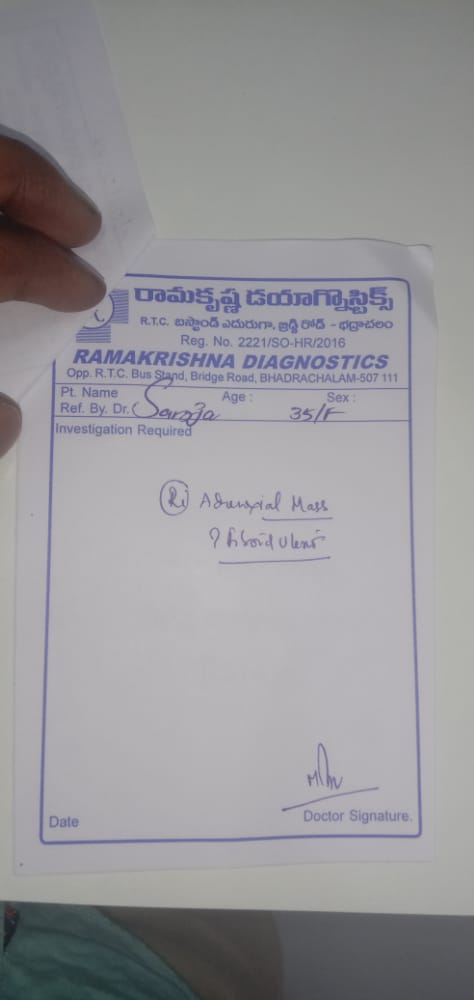 రామకృష్ణ డయాగ్నొస్టిక్స్
R.T.C. బస్టాండ్ ఎదురుగా, బ్రిడ్జి రోడ్ - భద్రాచలం
Reg. No. 2221/SO-HR/2016
RAMAKRISHNA DIAGNOSTICS
Opp. R.T.C. Bus Stand, Bridge Road, BHADRACHALAM-507 111
Pt. Name Age : Sex :
Ref. By. Dr. Saroja 35/F
Investigation Required
Mass
? fibroid
Date Doctor Signature.